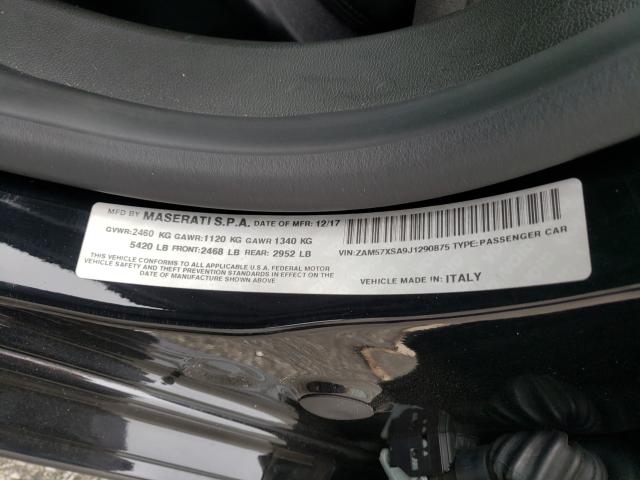 MFD BY MASERATI S.P.A. DATE OF MFR: 12/17
GVWR:2460 KG GAWR:1120 KG GAWR 1340 KG
5420 LB FRONT:2468 LB REAR: 2952 LB
THIS VEHICLE CONFORMS TO ALL APPLICABLE U.S.A. FEDERAL MOTOR
VEHICLE SAFETY, BUMPER AND THEFT PREVENTION STANDARDS IN EFFECT ON THE
DATE OF MANUFACTURE SHOWN ABOVE
VIN:ZAM57XSA9J1290875 TYPE:PASSENGER CAR
VEHICLE MADE IN: ITALY